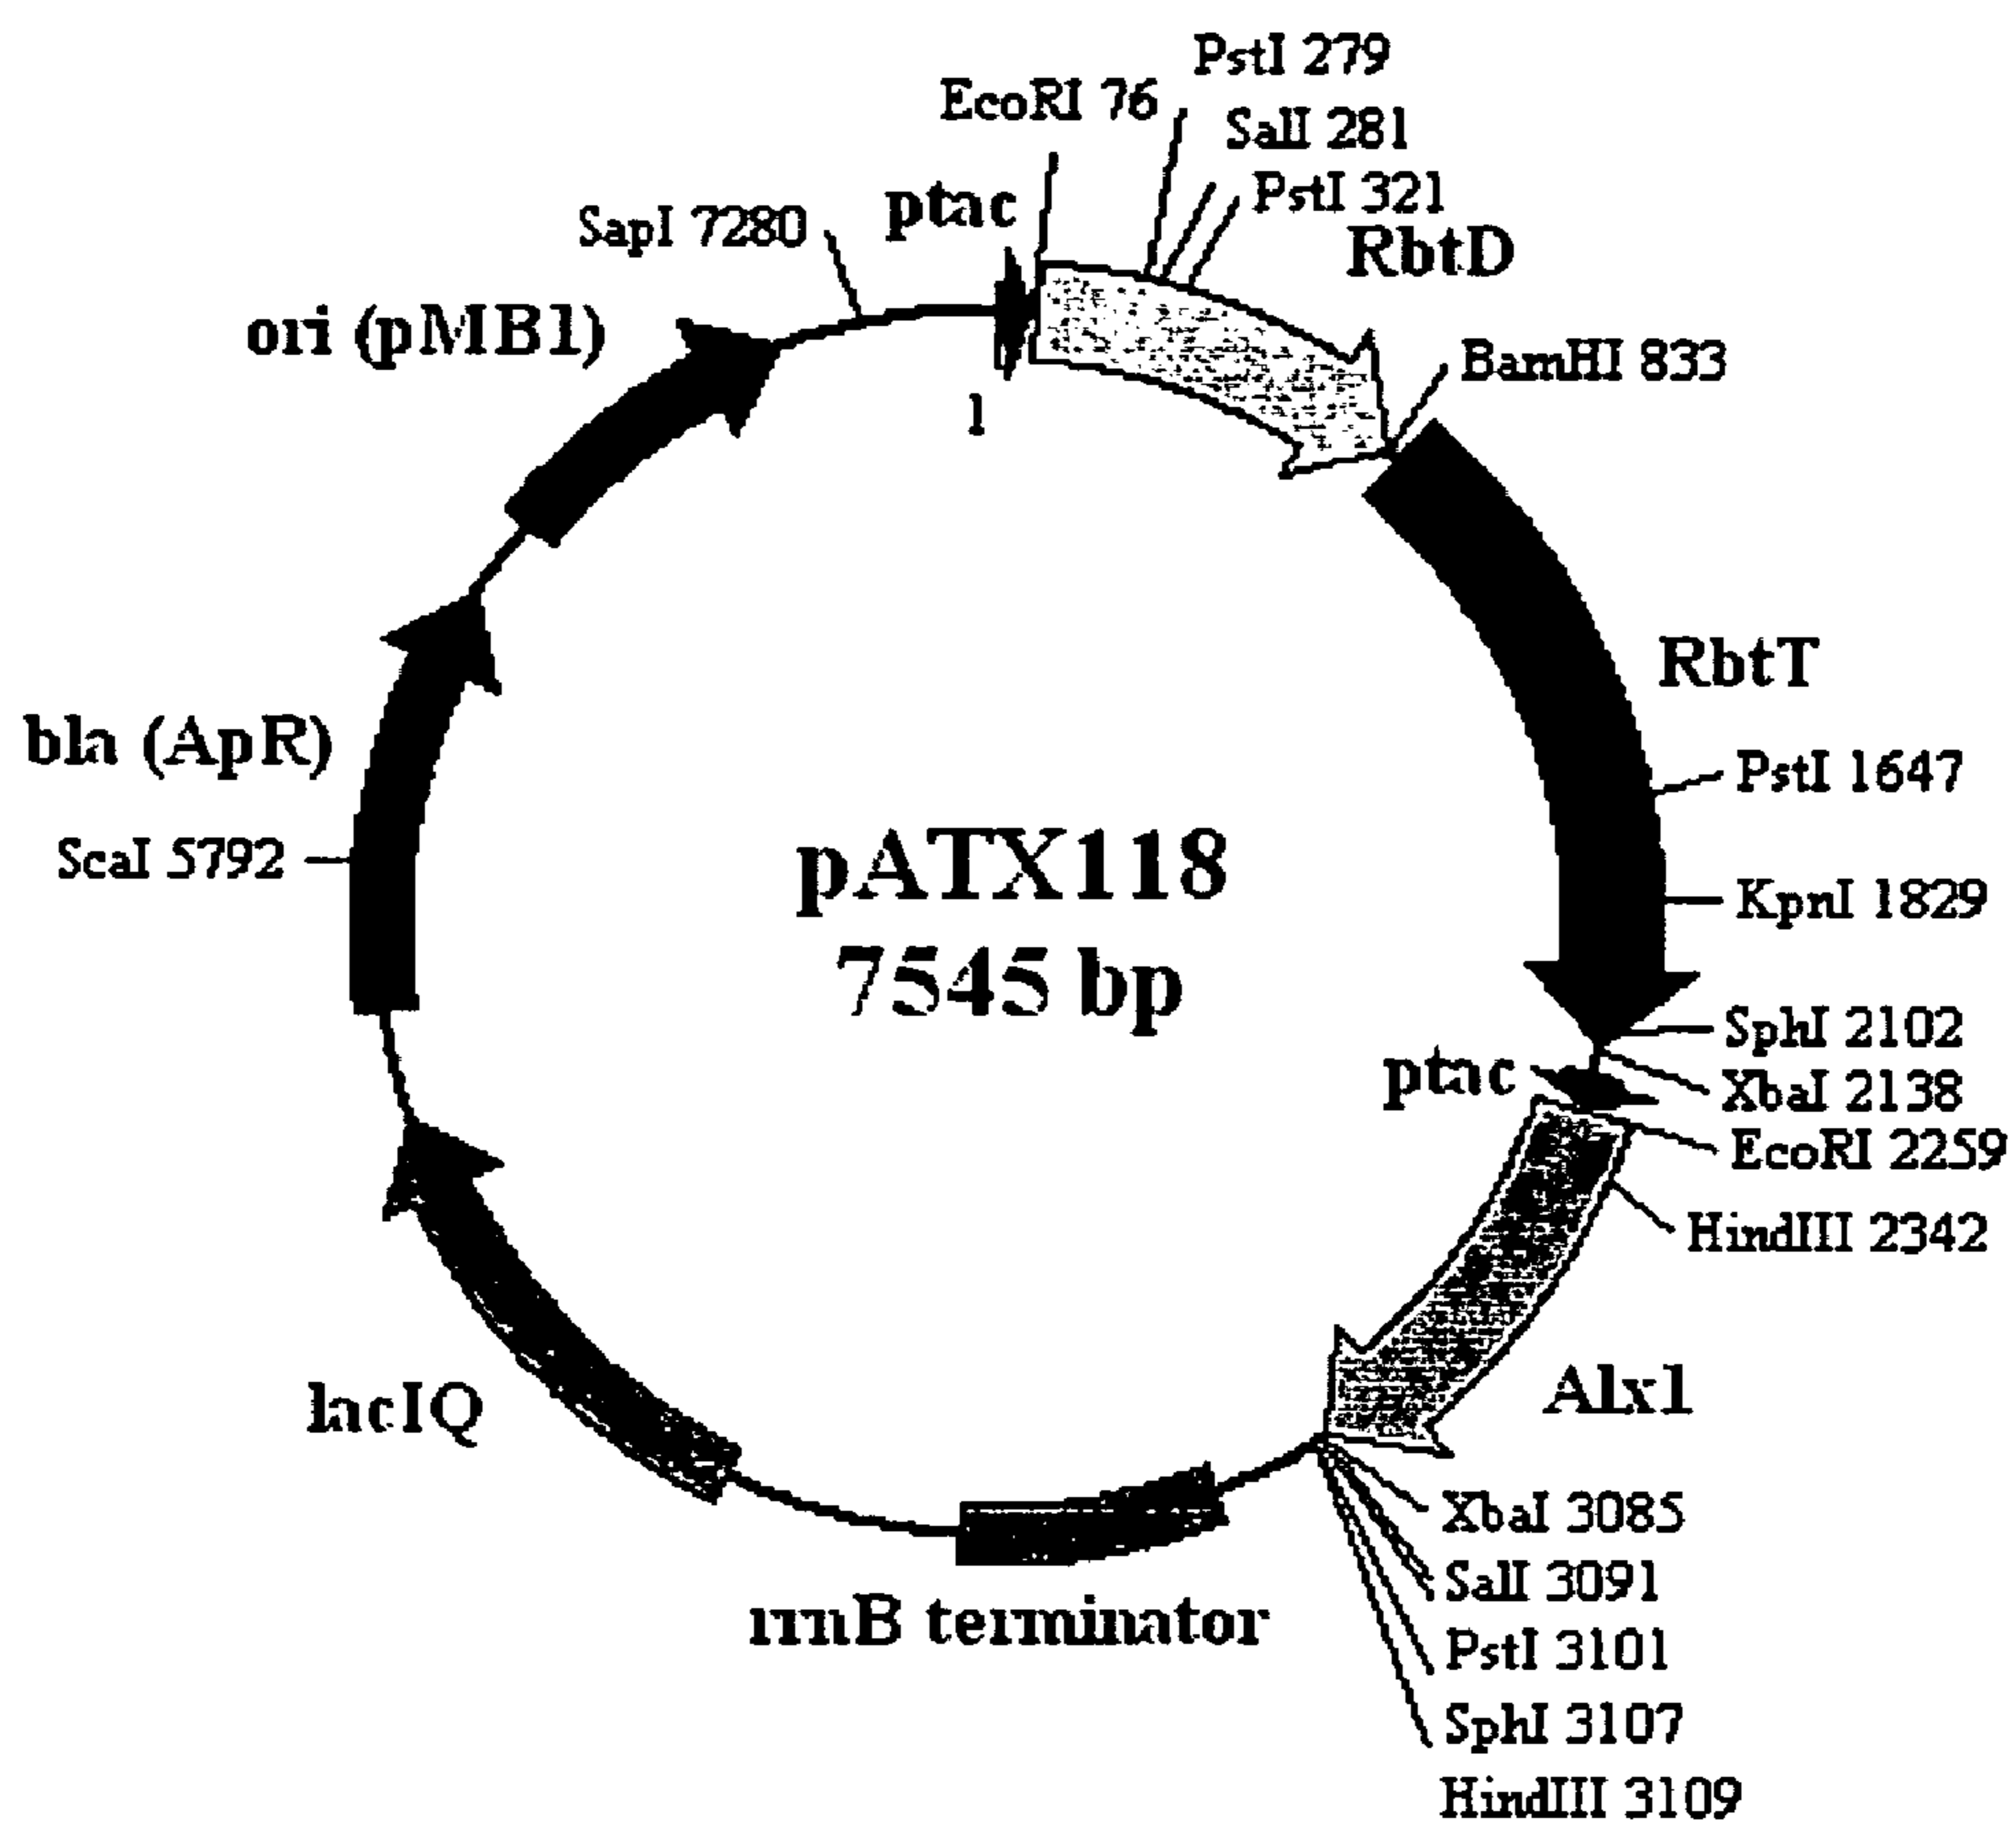 PstI 279
EcoRI 76
SalI 281
PstI 321
ptac
SapI 7280
RbtD
ori (pMB1)
BamHI 833
1
RbtT
bla (ApR)
PstI 1647
ScaI 5792
pATX118
KpnI 1829
7545 bp
SphI 2102
ptac
XbaI 2138
EcoRI 2259
HindIII 2342
Alx1
lacIQ
XbaI 3085
SalI 3091
rrnB terminator
PstI 3101
SphI 3107
HindIII 3109